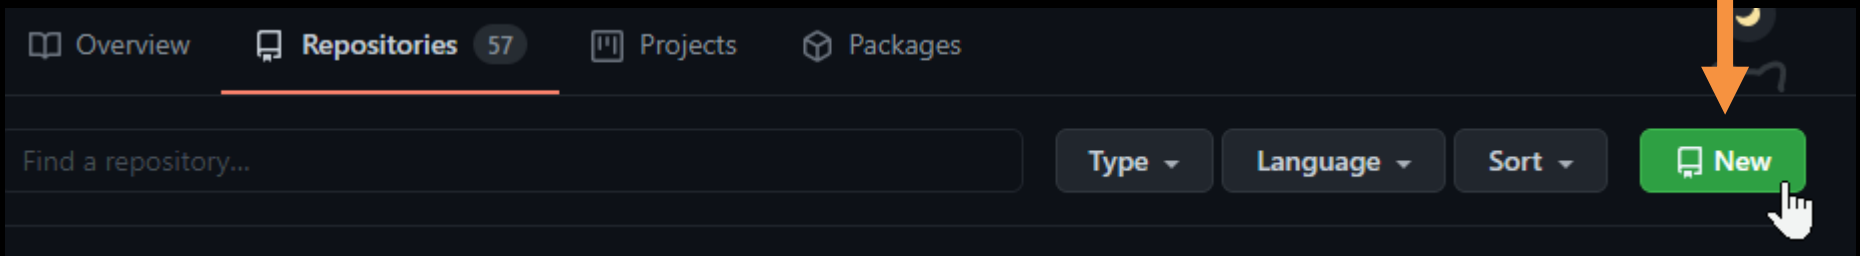 Overview Repositories 57 Projects Packages
Find a repository... Type Language Sort New